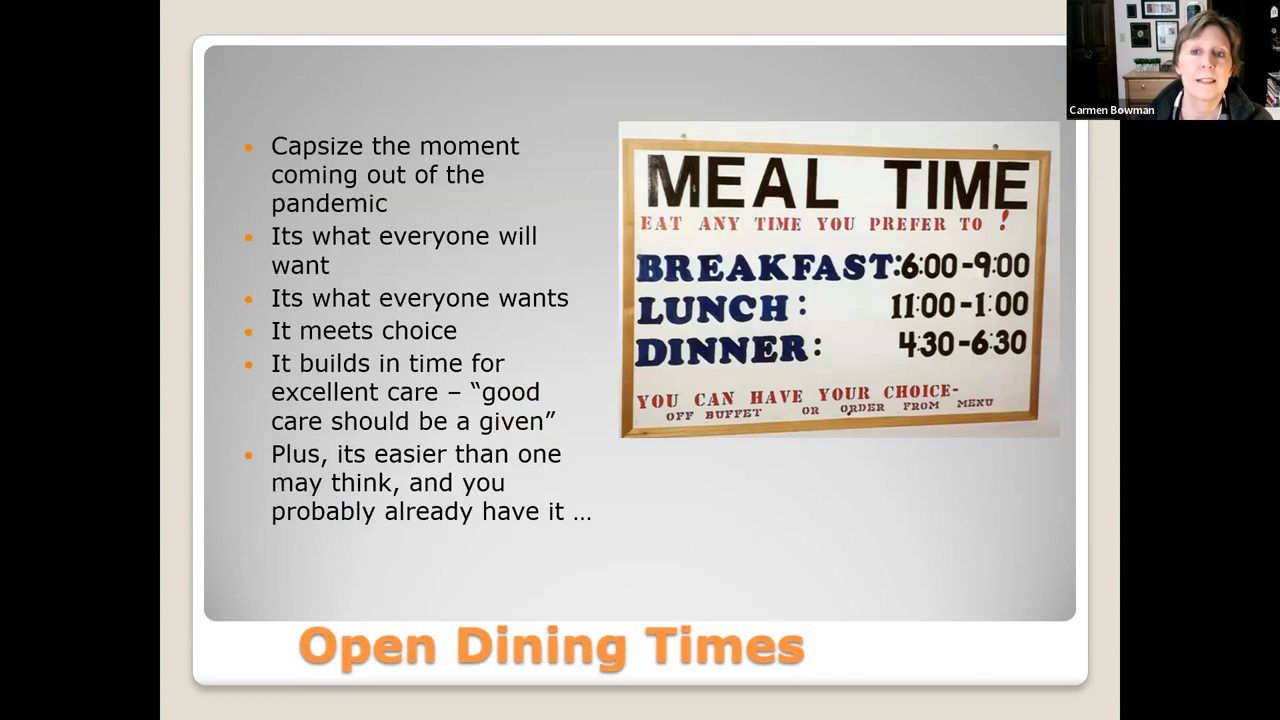 Carmen Bowman
Capsize the moment
coming out of the
pandemic
Its what everyone will
want
Its what everyone wants
It meets choice
It builds in time for
excellent care – “good
care should be a given”
Plus, its easier than one
may think, and you
probably already have it …
MEAL TIME
EAT ANY TIME YOU PREFER TO !
BREAKFAST: 6:00-9:00
LUNCH: 11:00-1:00
DINNER: 4:30-6:30
YOU CAN HAVE YOUR CHOICE-
OFF BUFFET OR ORDER FROM MENU
Open Dining Times